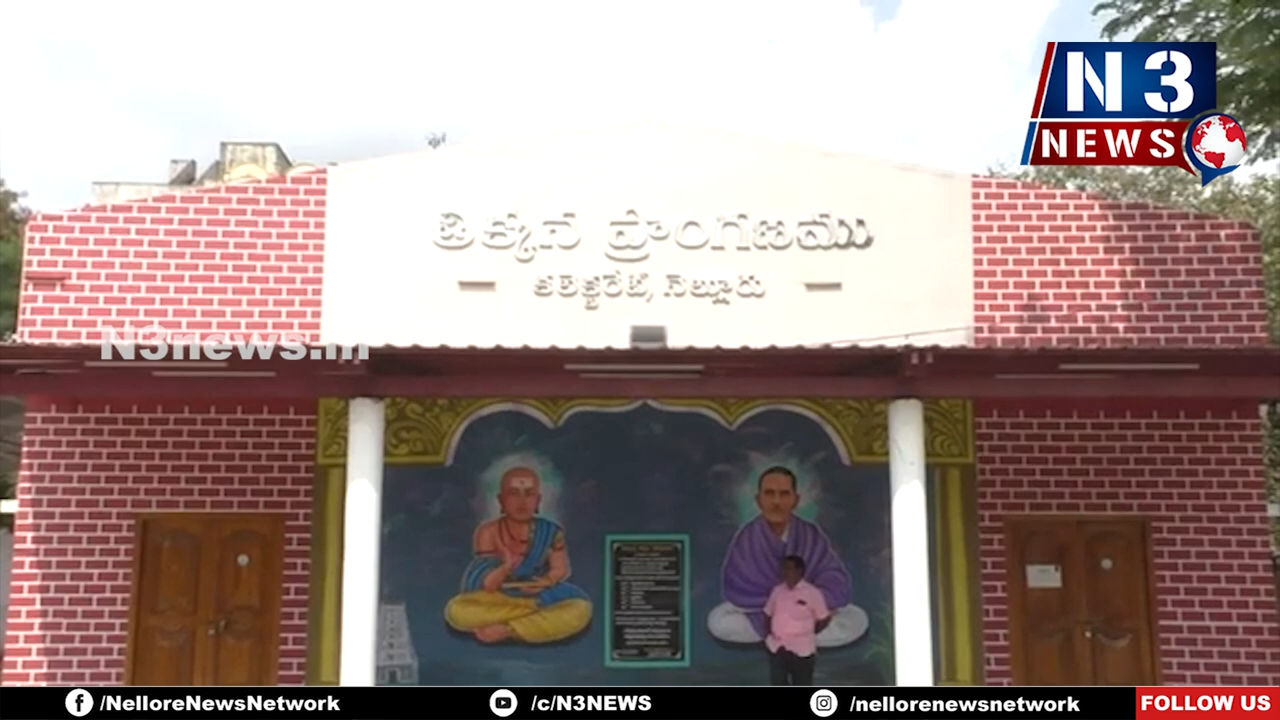 N3
NEWS
తిక్కన ప్రాంగణము
కలెక్టరేట్, నెల్లూరు
N3news.in
/NelloreNewsNetwork
/c/N3NEWS
/nellorenewsnetwork
FOLLOW US